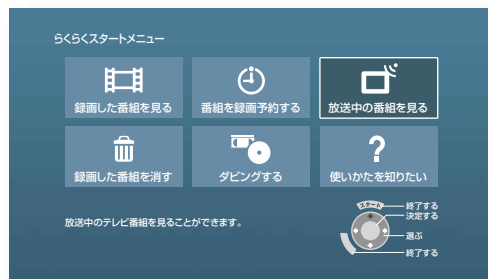 らくらくスタートメニュー
録画した番組を見る
番組を録画予約する
放送中の番組を見る
録画した番組を消す
ダビングする
使いかたを知りたい
?
放送中のテレビ番組を見ることができます。
スタート
終了する
決定する
選ぶ
終了する